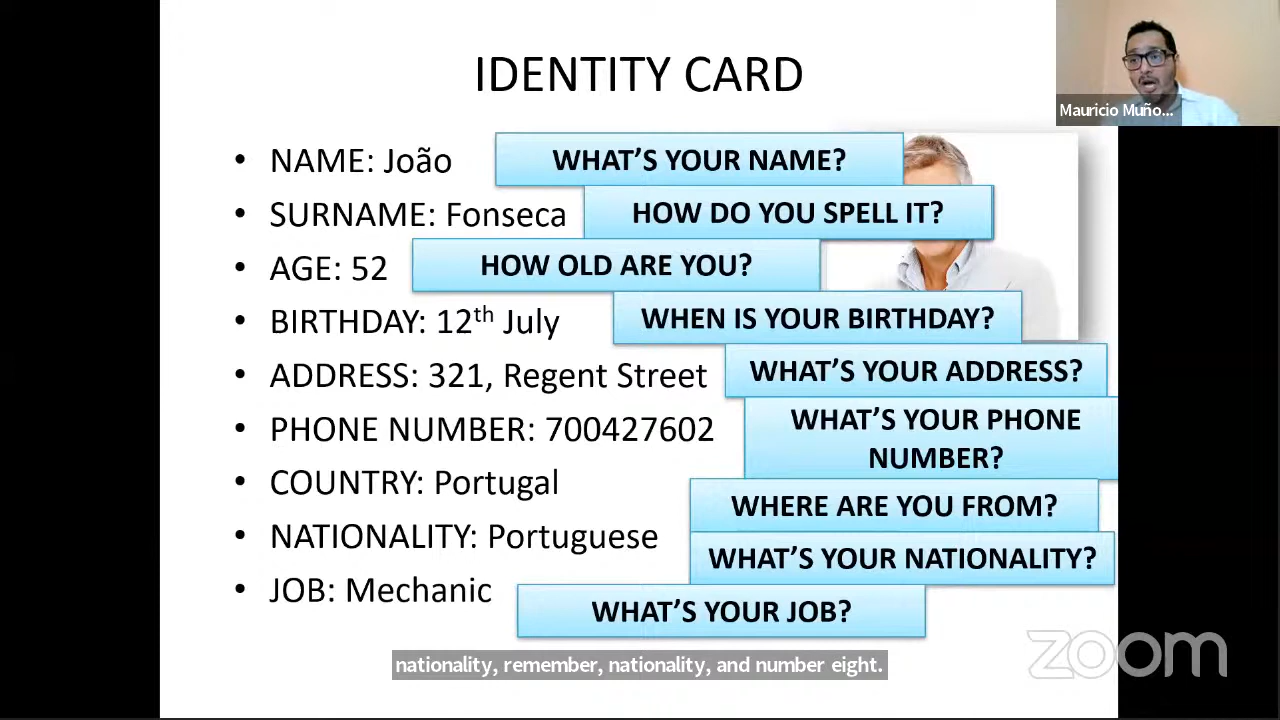 IDENTITY CARD
Mauricio Muño...
• NAME: João
WHAT'S YOUR NAME?
• SURNAME: Fonseca
HOW DO YOU SPELL IT?
• AGE: 52
HOW OLD ARE YOU?
• BIRTHDAY: 12th July
WHEN IS YOUR BIRTHDAY?
• ADDRESS: 321, Regent Street
WHAT'S YOUR ADDRESS?
• PHONE NUMBER: 700427602
WHAT'S YOUR PHONE
NUMBER?
• COUNTRY: Portugal
WHERE ARE YOU FROM?
• NATIONALITY: Portuguese
WHAT'S YOUR NATIONALITY?
• JOB: Mechanic
WHAT'S YOUR JOB?
nationality, remember, nationality, and number eight.
zoom